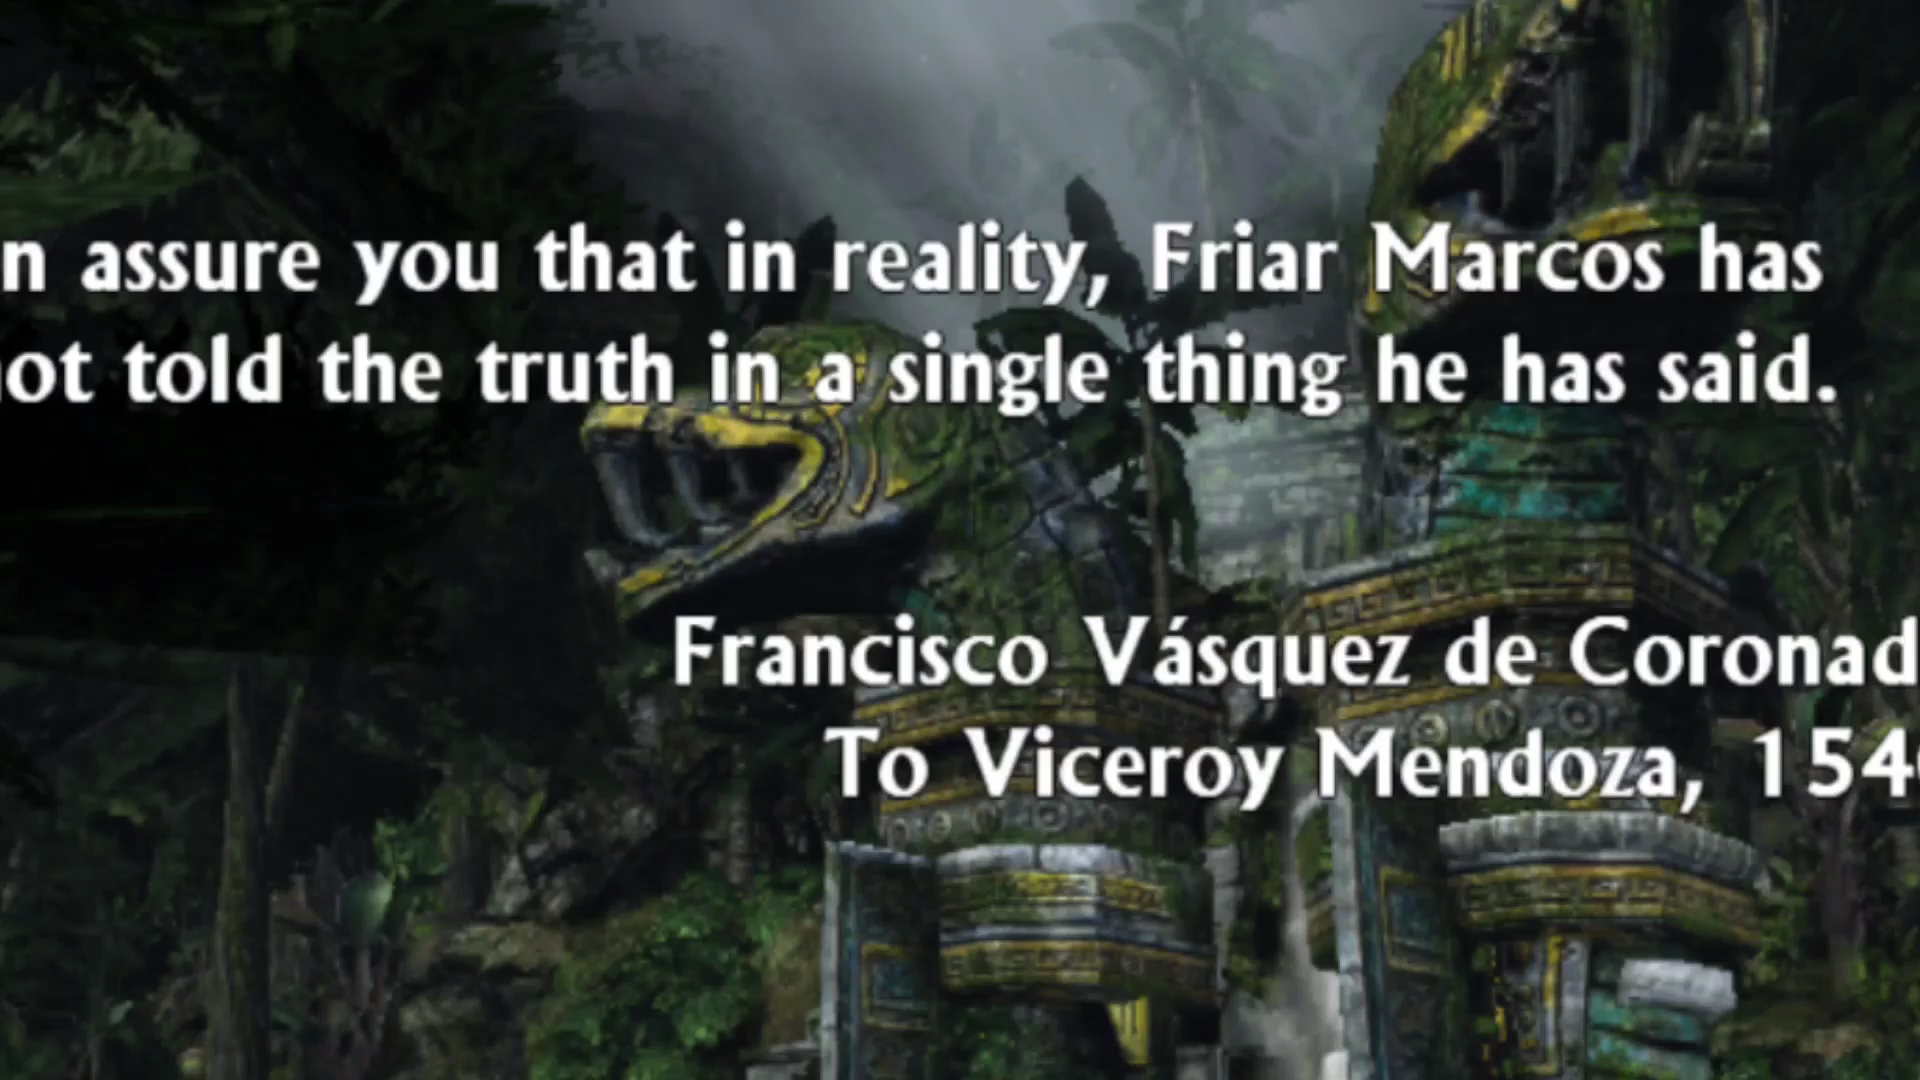 n assure you that in reality, Friar Marcos has
not told the truth in a single thing he has said.
Francisco Vásquez de Coronad
To Viceroy Mendoza, 154